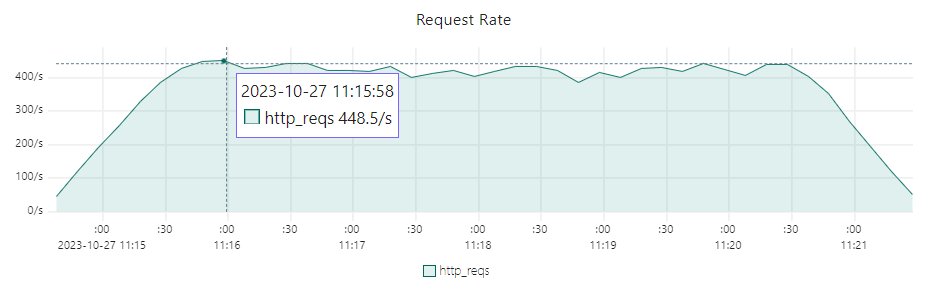 Request Rate
400/s
300/s
200/s
100/s
0/s
2023-10-27 11:15:58
http_reqs 448.5/s
:00 :30 :00 :30 :00 :30 :00 :30 :00 :30 :00 :30 :00
2023-10-27 11:15 11:16 11:17 11:18 11:19 11:20 11:21
http_reqs